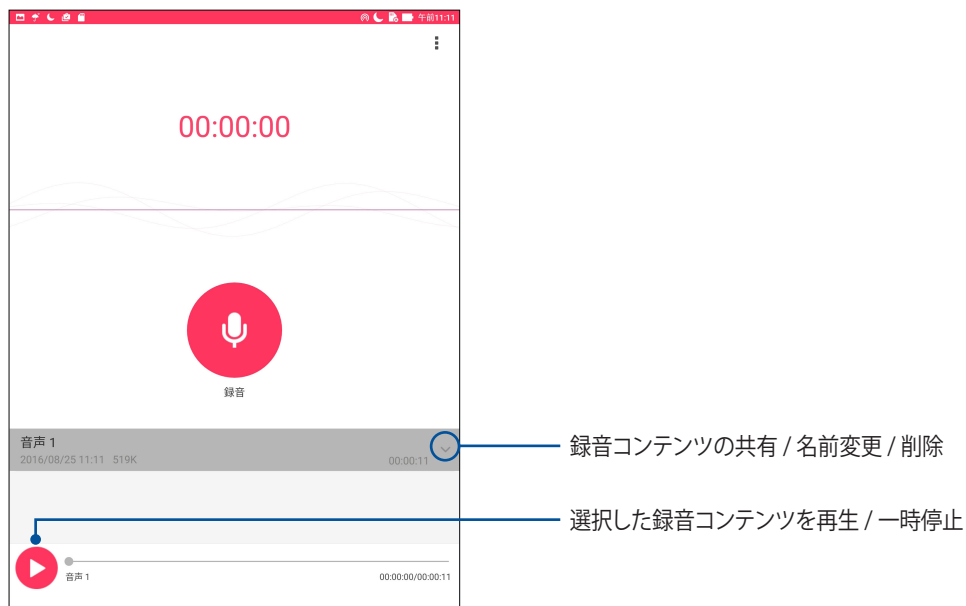 午前11:11
00:00:00
録音
音声 1
2016/08/25 11:11 519K
00:00:11
録音コンテンツの共有 / 名前変更 / 削除
選択した録音コンテンツを再生 / 一時停止
音声 1
00:00:00/00:00:11